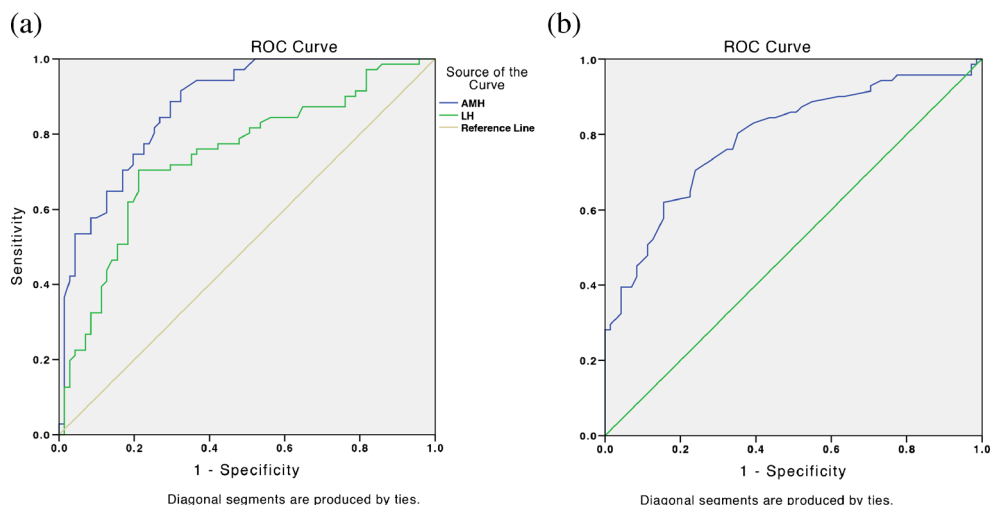 (a)
ROC Curve
Sensitivity
1.0
0.8
0.6
0.4
0.2
0.0
0.0 0.2 0.4 0.6 0.8 1.0
1 - Specificity
Diagonal segments are produced by ties.
Source of the
Curve
AMH
LH
Reference Line
(b)
ROC Curve
1.0
0.8
0.6
0.4
0.2
0.0
0.0 0.2 0.4 0.6 0.8 1.0
1 - Specificity
Diagonal segments are produced by ties.